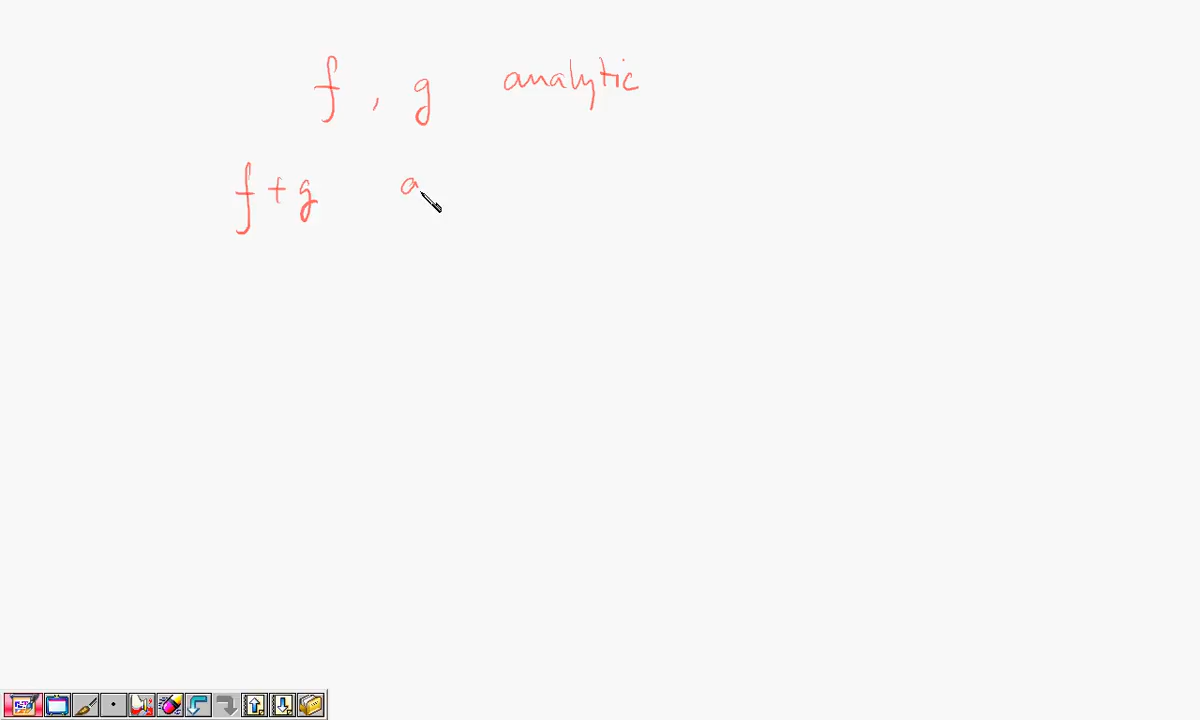 f, g analytic
f + g a